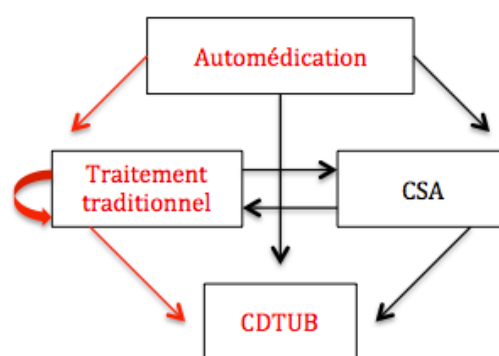 Automédication
Traitement
traditionnel
CSA
CDTUB